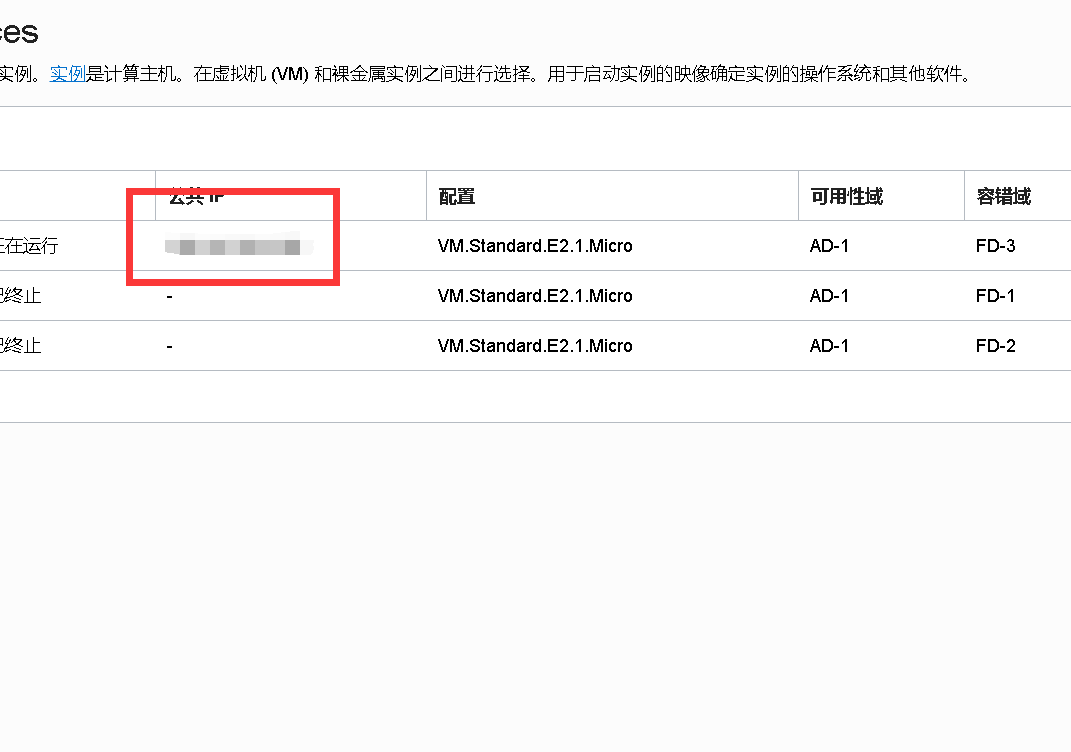 ces
实例。实例是计算主机。在虚拟机 (VM) 和裸金属实例之间进行选择。用于启动实例的映像确定实例的操作系统和其他软件。
公共 IP 配置 可用性域 容错域
正在运行 VM.Standard.E2.1.Micro AD-1 FD-3
已终止 - VM.Standard.E2.1.Micro AD-1 FD-1
已终止 - VM.Standard.E2.1.Micro AD-1 FD-2